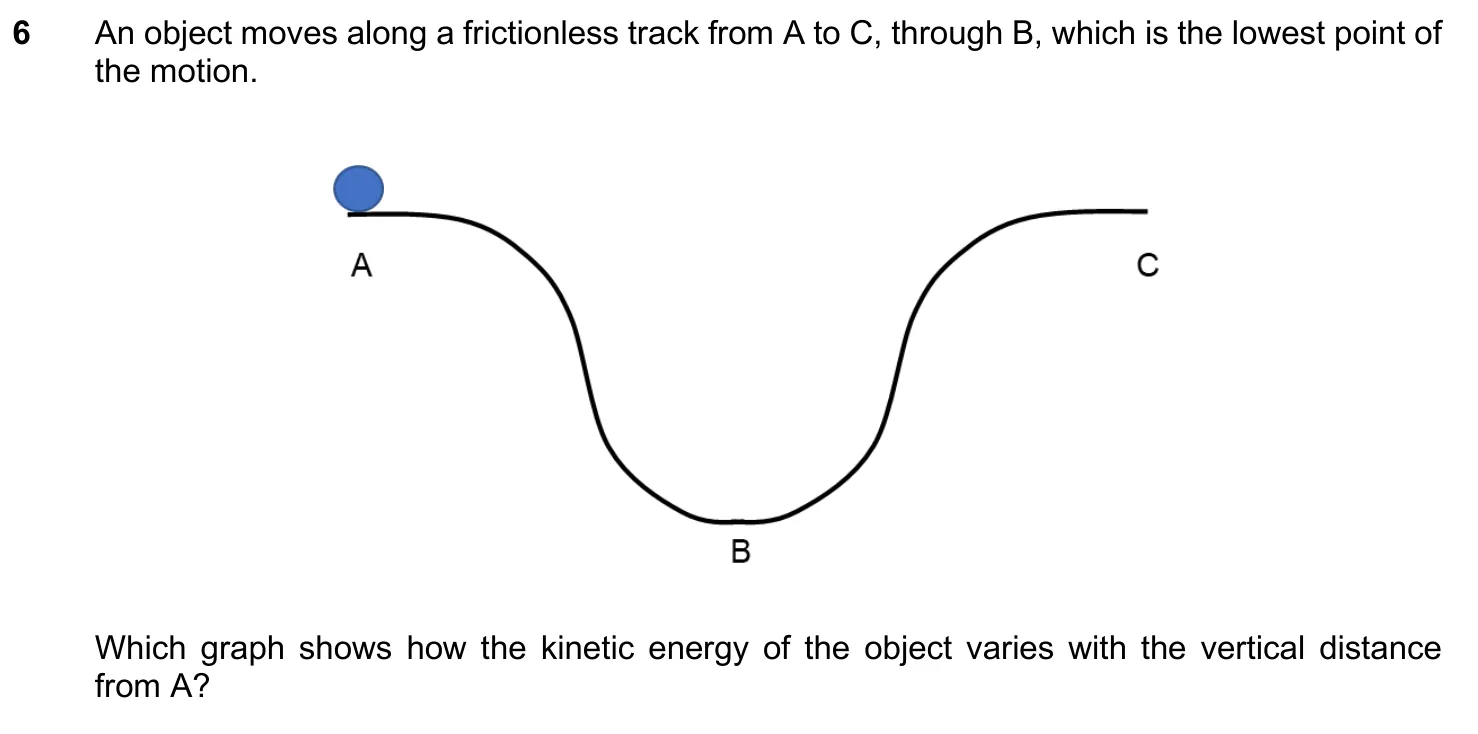 6 An object moves along a frictionless track from A to C, through B, which is the lowest point of
the motion.
A
C
B
Which graph shows how the kinetic energy of the object varies with the vertical distance
from A?